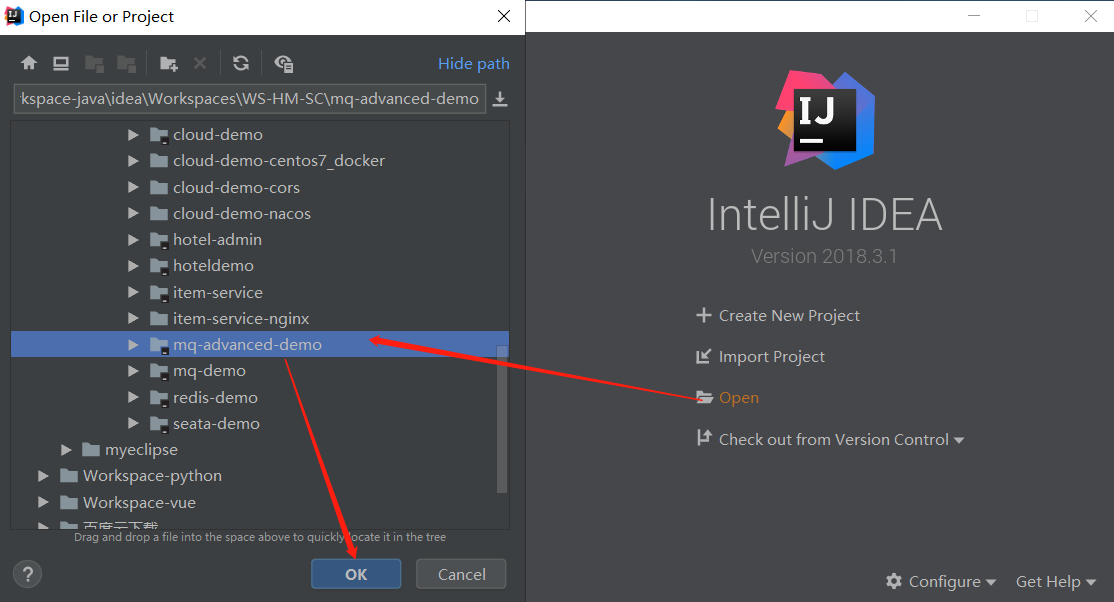 Open File or Project
Hide path
kspace-java\idea\Workspaces\WS-HM-SC\mq-advanced-demo
cloud-demo
cloud-demo-centos7_docker
cloud-demo-cors
cloud-demo-nacos
hotel-admin
hoteldemo
item-service
item-service-nginx
mq-advanced-demo
mq-demo
redis-demo
seata-demo
myeclipse
Workspace-python
Workspace-vue
百度云下载
Drag and drop a file into the space above to quickly locate it in the tree
?
OK
Cancel
IJ
IntelliJ IDEA
Version 2018.3.1
Create New Project
Import Project
Open
Check out from Version Control
Configure
Get Help